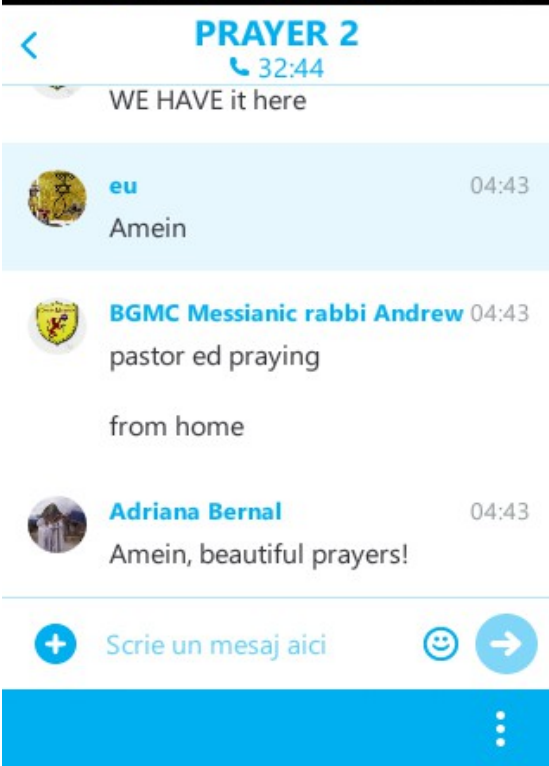 PRAYER 2
32:44
WE HAVE it here
eu 04:43
Amein
BGMC Messianic rabbi Andrew 04:43
pastor ed praying
from home
Adriana Bernal 04:43
Amein, beautiful prayers!
Scrie un mesaj aici